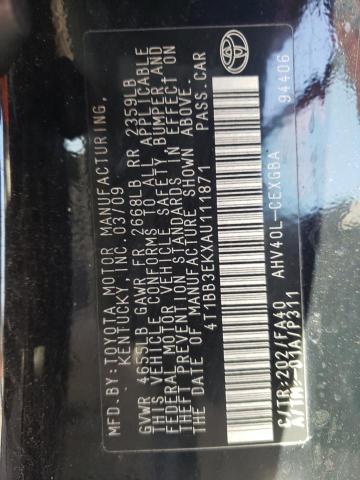 MFD.BY:TOYOTA MOTOR MANUFACTURING,
KENTUCKY, INC.03/09
GVWR 4655LB GAWR FR 2668LB RR 2359LB
THIS VEHICLE CONFORMS TO ALL APPLICABLE
FEDERAL MOTOR VEHICLE SAFETY BUMPER,AND
THEFT PREVENTION STANDARDS IN EFFECT ON
DATE OF MANUFACTURE SHOWN ABOVE.
4T1BB3EKXAU111871 PASS.CAR
C/TR:202/FA40 AHV40L-CEXGBA
A/TM:-01A/P311 94406
TOYOTA